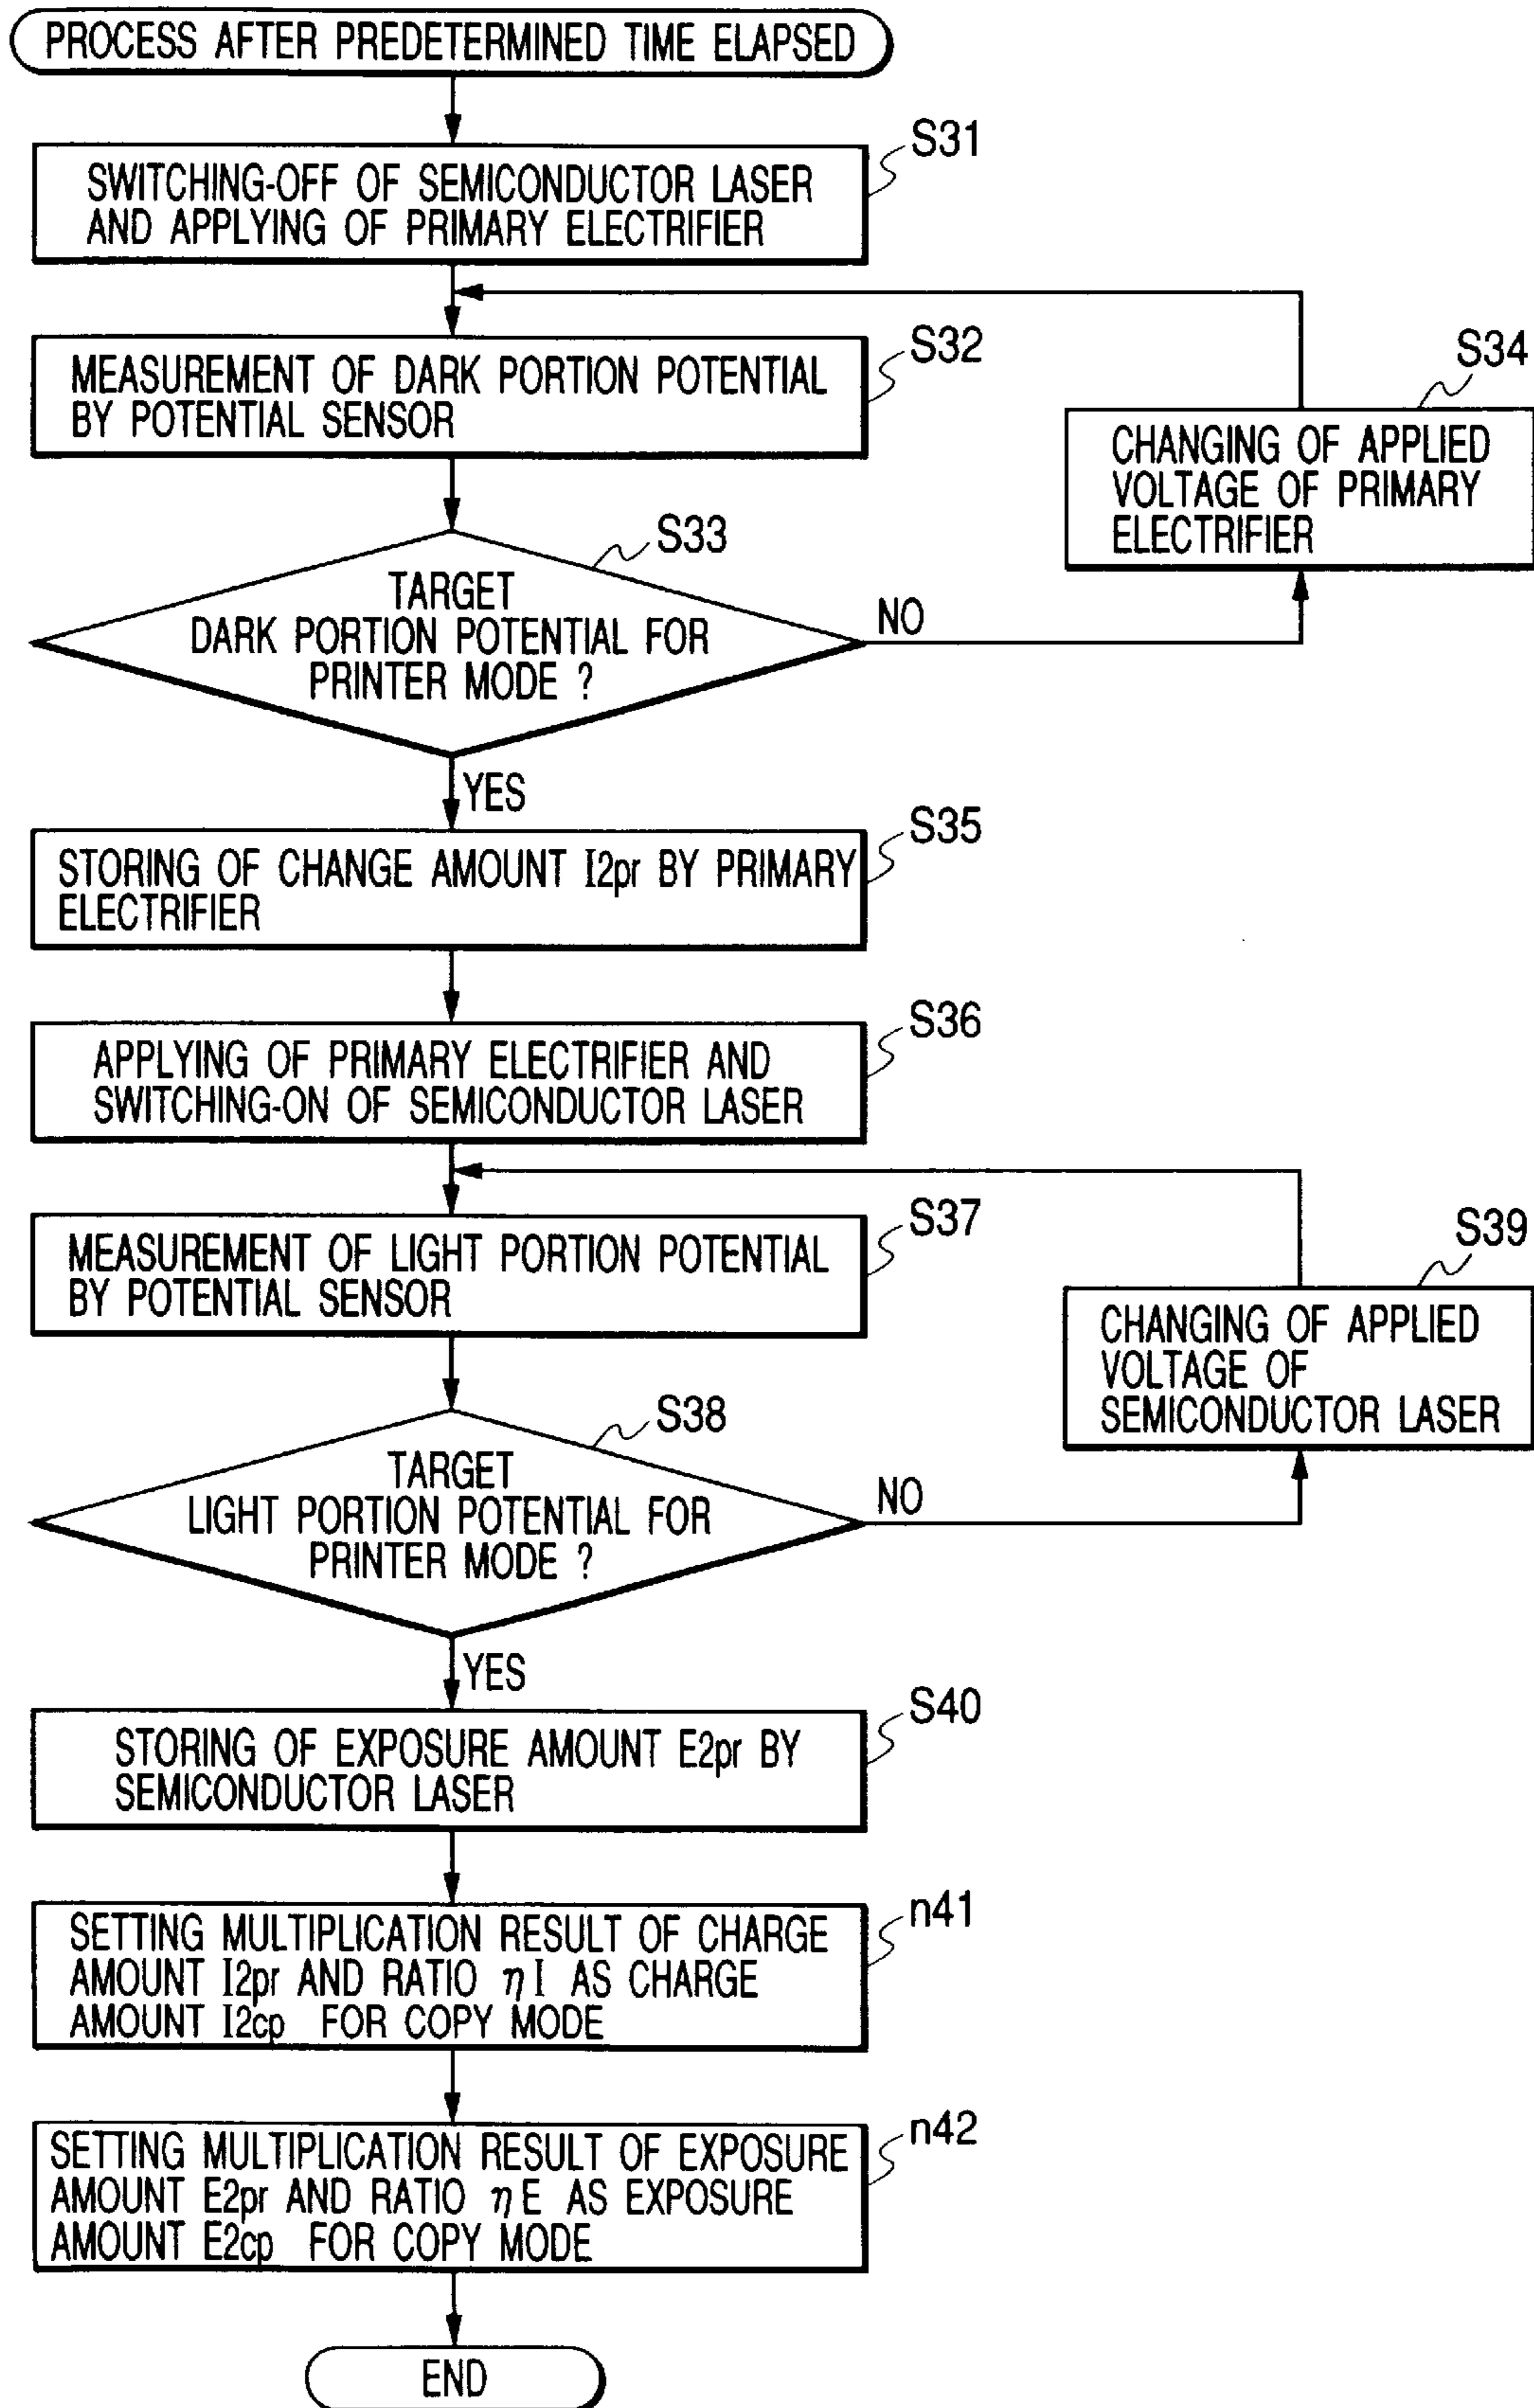 PROCESS AFTER PREDETERMINED TIME ELAPSED
S31
SWITCHING-OFF OF SEMICONDUCTOR LASER
AND APPLYING OF PRIMARY ELECTRIFIER
S32
MEASUREMENT OF DARK PORTION POTENTIAL
BY POTENTIAL SENSOR
S34
CHANGING OF APPLIED
VOLTAGE OF PRIMARY
ELECTRIFIER
S33
TARGET
DARK PORTION POTENTIAL FOR
PRINTER MODE ?
NO
YES
S35
STORING OF CHANGE AMOUNT I2pr BY PRIMARY
ELECTRIFIER
S36
APPLYING OF PRIMARY ELECTRIFIER AND
SWITCHING-ON OF SEMICONDUCTOR LASER
S37
MEASUREMENT OF LIGHT PORTION POTENTIAL
BY POTENTIAL SENSOR
S39
CHANGING OF APPLIED
VOLTAGE OF
SEMICONDUCTOR LASER
S38
TARGET
LIGHT PORTION POTENTIAL FOR
PRINTER MODE ?
NO
YES
S40
STORING OF EXPOSURE AMOUNT E2pr BY
SEMICONDUCTOR LASER
n41
SETTING MULTIPLICATION RESULT OF CHARGE
AMOUNT I2pr AND RATIO ηI AS CHARGE
AMOUNT I2cp FOR COPY MODE
n42
SETTING MULTIPLICATION RESULT OF EXPOSURE
AMOUNT E2pr AND RATIO ηE AS EXPOSURE
AMOUNT E2cp FOR COPY MODE
END